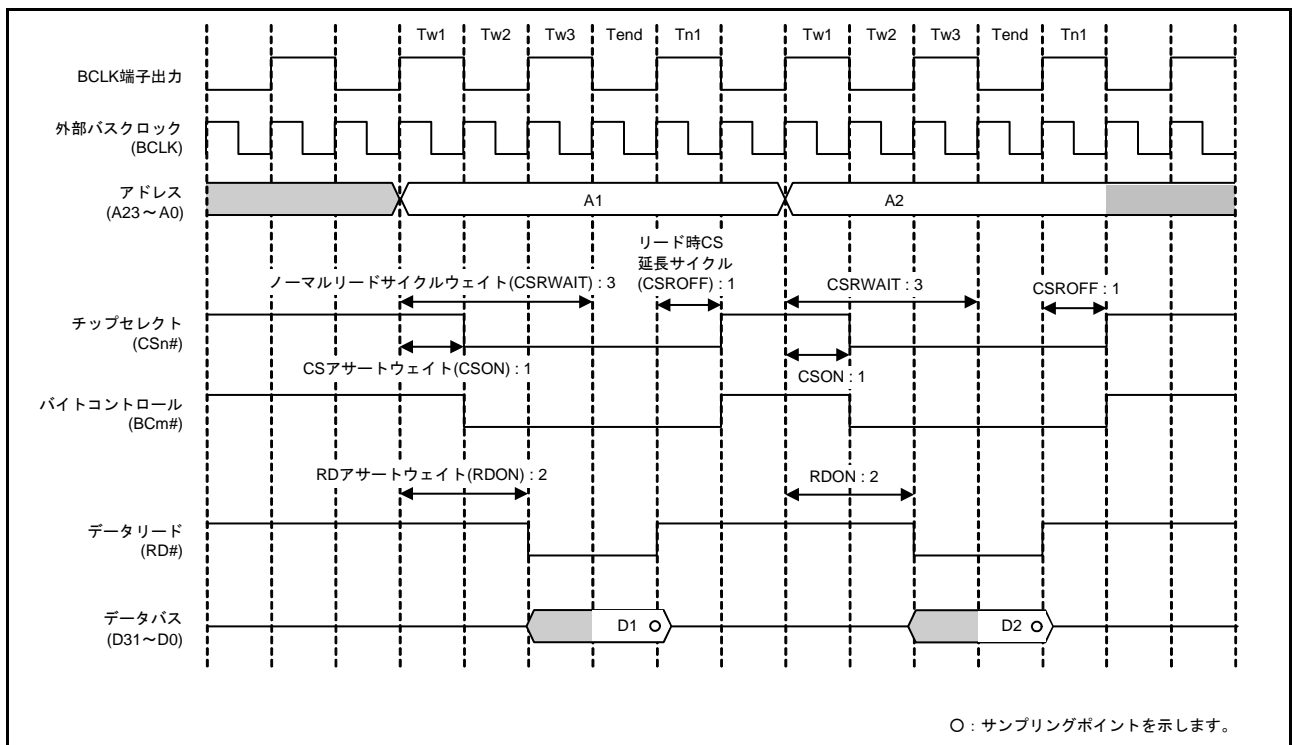 Tw1 Tw2 Tw3 Tend Tn1 Tw1 Tw2 Tw3 Tend Tn1
BCLK端子出力
外部バスクロック
(BCLK)
アドレス
(A23～A0)
A1 A2
リード時CS
延長サイクル
(CSROFF) : 1
ノーマルリードサイクルウェイト(CSRWAIT) : 3
CSRWAIT : 3
CSROFF : 1
チップセレクト
(CSn#)
CSアサートウェイト(CSON) : 1
CSON : 1
バイトコントロール
(BCm#)
RDアサートウェイト(RDON) : 2
RDON : 2
データリード
(RD#)
データバス
(D31～D0)
D1 D2
○ : サンプリングポイントを示します。